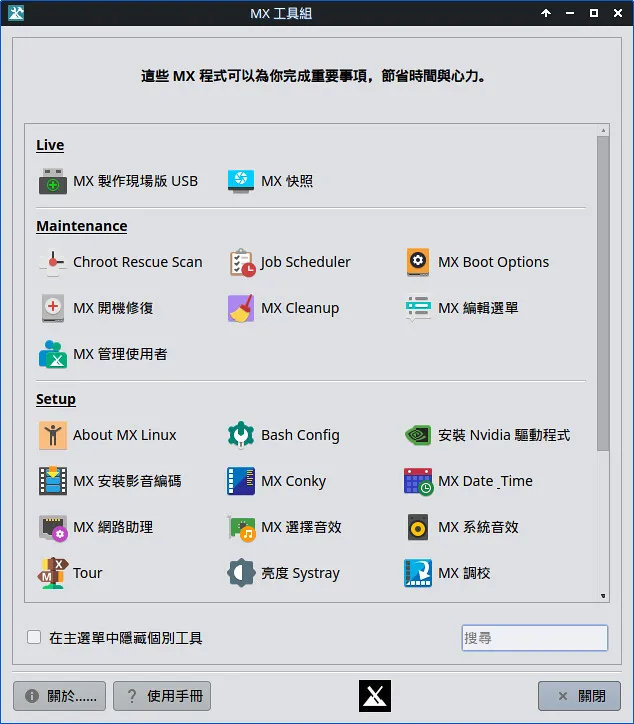 MX 工具組
這些 MX 程式可以為你完成重要事項，節省時間與心力。
Live
MX 製作現場版 USB MX 快照
Maintenance
Chroot Rescue Scan Job Scheduler MX Boot Options
MX 開機修復 MX Cleanup MX 編輯選單
MX 管理使用者
Setup
About MX Linux Bash Config 安裝 Nvidia 驅動程式
MX 安裝影音編碼 MX Conky MX Date_Time
MX 網路助理 MX 選擇音效 MX 系統音效
Tour 亮度 Systray MX 調校
在主選單中隱藏個別工具 搜尋
關於...... ? 使用手冊 關閉